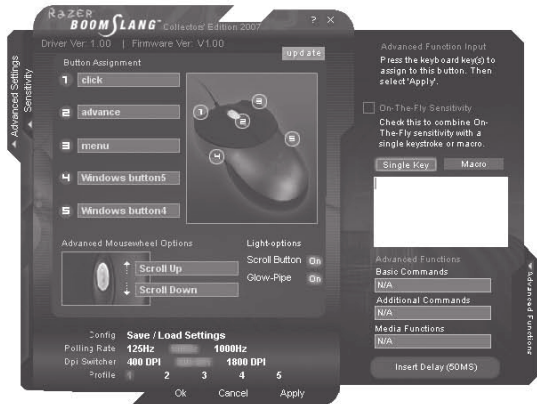 RAZER
BOOMSLANG™ Collectors' Edition 2007
? ×
Driver Ver: 1.00 | Firmware Ver: V1.00
update
Advanced Settings
Sensitivity
Button Assignment
1 click
2 advance
3 menu
4 Windows button5
5 Windows button4
1
3
2
5
4
Advanced Mousewheel Options
Scroll Up
Scroll Down
Light-options
Scroll Button On
Glow-Pipe On
Config Save / Load Settings
Polling Rate 125Hz 1000Hz
Dpi Switcher 400 DPI 1800 DPI
Profile 1 2 3 4 5
Ok Cancel Apply
Advanced Function Input
Press the keyboard key(s) to
assign to this button. Then
select 'Apply'.
On-The-Fly Sensitivity
Check this to combine On-
The-Fly sensitivity with a
single keystroke or macro.
Single Key Macro
Advanced Functions
Basic Commands
N/A
Additional Commands
N/A
Media Functions
N/A
Insert Delay (50MS)
Advanced Functions